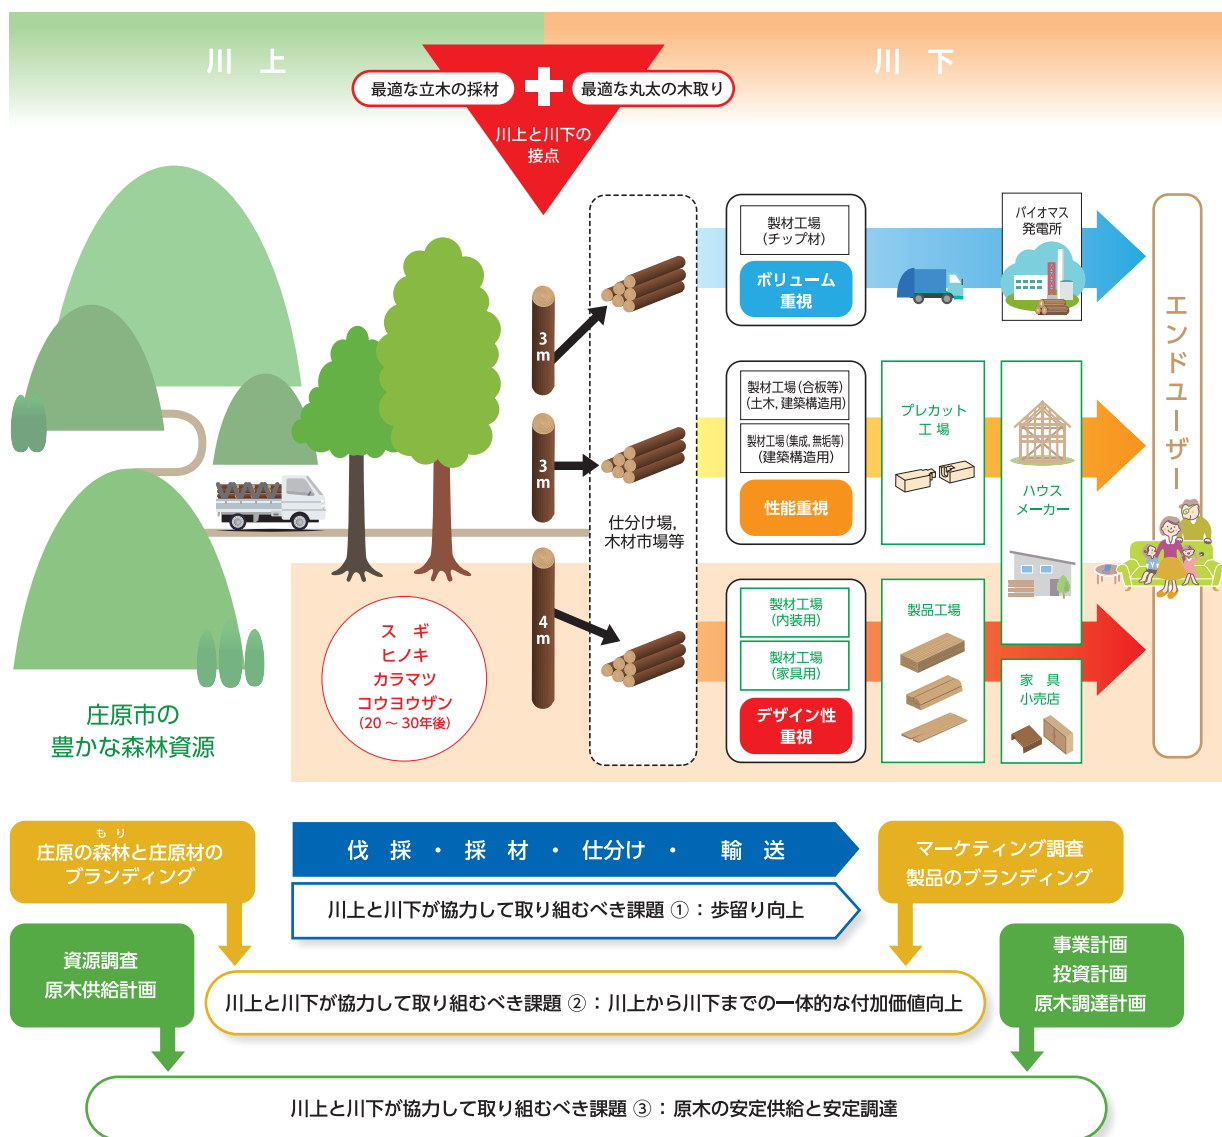 川 上
川 下
最適な立木の採材
最適な丸太の木取り
川上と川下の
接点
3
m
3
m
4
m
仕分け場,
木材市場等
製材工場
(チップ材)
ボリューム
重視
バイオマス
発電所
製材工場(合板等)
(土木,建築構造用)
製材工場(集成,無垢等)
(建築構造用)
性能重視
プレカット
工 場
ハウス
メーカー
製材工場
(内装用)
製材工場
(家具用)
デザイン性
重視
製品工場
家 具
小売店
エンドユーザー
スギ
ヒノキ
カラマツ
コウヨウザン
(20〜30年後)
庄原市の
豊かな森林資源
もり
庄原の森林と庄原材の
ブランディング
伐 採 ・ 採 材 ・ 仕分け ・ 輸 送
マーケティング調査
製品のブランディング
川上と川下が協力して取り組むべき課題 ①：歩留り向上
資源調査
原木供給計画
事業計画
投資計画
原木調達計画
川上と川下が協力して取り組むべき課題 ②：川上から川下までの一体的な付加価値向上
川上と川下が協力して取り組むべき課題 ③：原木の安定供給と安定調達